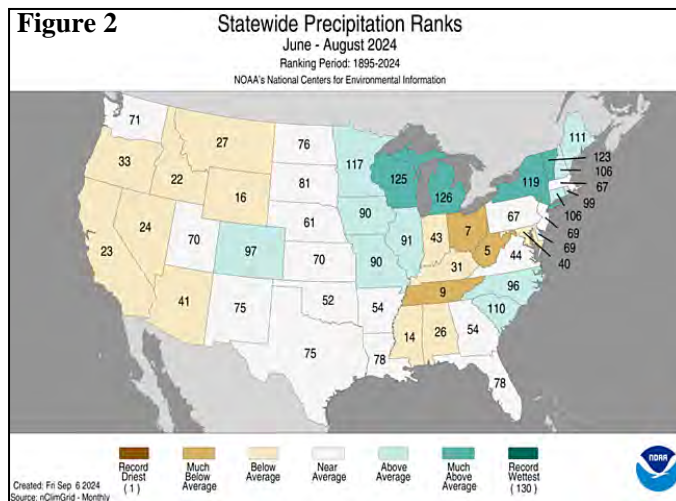 Figure 2
Statewide Precipitation Ranks
June - August 2024
Ranking Period: 1895-2024
NOAA's National Centers for Environmental Information
71
27
76
117
111
33
22
16
81
125
126
119
123
106
67
99
106
69
69
40
23
24
70
97
61
90
91
43
7
5
67
44
70
90
31
41
75
52
54
9
96
110
75
78
14
26
54
78
Record
Driest
(1)
Much
Below
Average
Below
Average
Near
Average
Above
Average
Much
Above
Average
Record
Wettest
(130)
Created: Fri Sep 6 2024
Source: nClimGrid - Monthly
NOAA